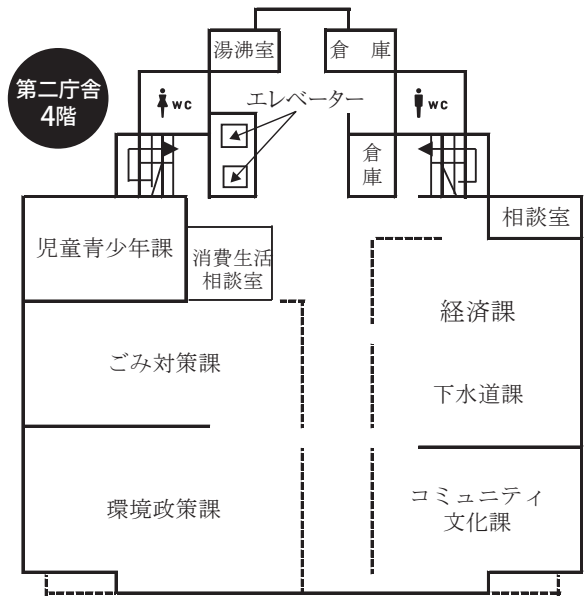 第二庁舎
4階
湯沸室
倉 庫
WC
エレベーター
WC
倉
庫
相談室
児童青少年課
消費生活
相談室
経済課
ごみ対策課
下水道課
環境政策課
コミュニティ
文化課